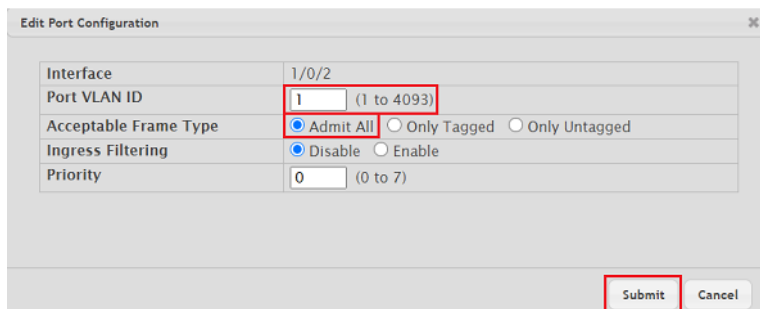 Edit Port Configuration
Interface 1/0/2
Port VLAN ID 1 (1 to 4093)
Acceptable Frame Type Admit All Only Tagged Only Untagged
Ingress Filtering Disable Enable
Priority 0 (0 to 7)
Submit Cancel